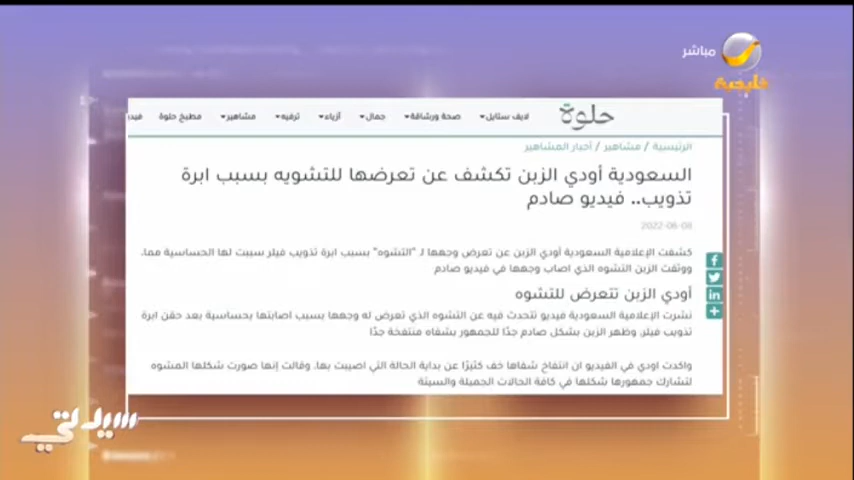 مباشر
خليجية
حلوة
لايف ستايل صحة ورشاقة جمال أزياء ترفيه مشاهير مطبخ حلوة فيديو
الرئيسية / مشاهير / أخبار المشاهير
السعودية أودي الزبن تكشف عن تعرضها للتشويه بسبب ابرة
تذويب.. فيديو صادم
2022-06-08
كشفت الإعلامية السعودية أودي الزبن عن تعرض وجهها لـ "التشوه" بسبب ابرة تذويب فيلر سببت لها الحساسية مما،
ووثقت الزبن التشوه الذي اصاب وجهها في فيديو صادم
أودي الزبن تتعرض للتشوه
نشرت الإعلامية السعودية فيديو تتحدث فيه عن التشوه الذي تعرض له وجهها بسبب اصابتها بحساسية بعد حقن ابرة
تذويب فيلر، وظهر الزبن بشكل صادم جدًا للجمهور بشفاه منتفخة جدًا
واكدت اودي في الفيديو ان انتفاخ شفاها خف كثيرًا عن بداية الحالة التي اصيبت بها، وقالت إنها صورت شكلها المشوه
لتشارك جمهورها شكلها في كافة الحالات الجميلة والسيئة
سيدتي